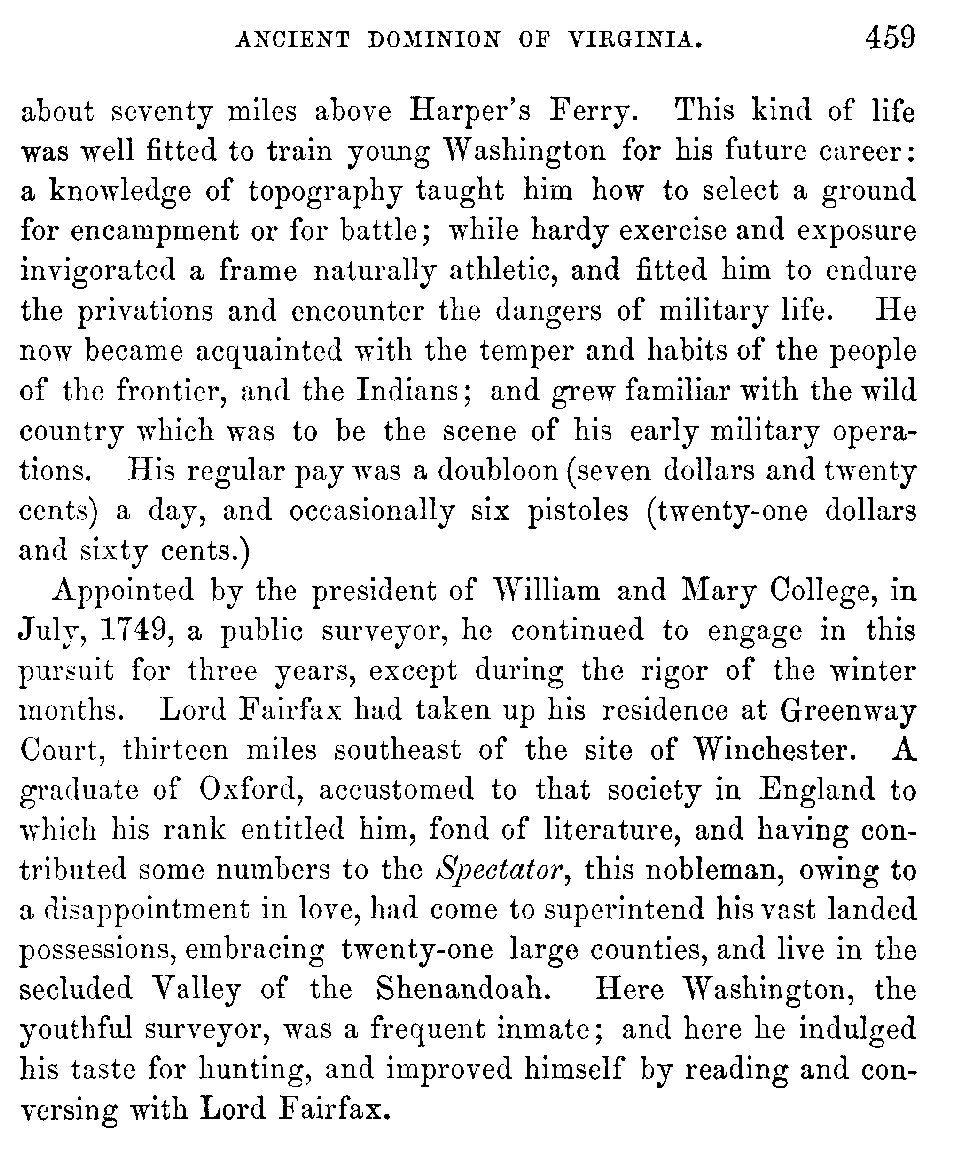 ANCIENT DOMINION OF VIRGINIA. 459
about seventy miles above Harper's Ferry. This kind of life
was well fitted to train young Washington for his future career:
a knowledge of topography taught him how to select a ground
for encampment or for battle; while hardy exercise and exposure
invigorated a frame naturally athletic, and fitted him to endure
the privations and encounter the dangers of military life. He
now became acquainted with the temper and habits of the people
of the frontier, and the Indians; and grew familiar with the wild
country which was to be the scene of his early military opera-
tions. His regular pay was a doubloon (seven dollars and twenty
cents) a day, and occasionally six pistoles (twenty-one dollars
and sixty cents.)
Appointed by the president of William and Mary College, in
July, 1749, a public surveyor, he continued to engage in this
pursuit for three years, except during the rigor of the winter
months. Lord Fairfax had taken up his residence at Greenway
Court, thirteen miles southeast of the site of Winchester. A
graduate of Oxford, accustomed to that society in England to
which his rank entitled him, fond of literature, and having con-
tributed some numbers to the Spectator, this nobleman, owing to
a disappointment in love, had come to superintend his vast landed
possessions, embracing twenty-one large counties, and live in the
secluded Valley of the Shenandoah. Here Washington, the
youthful surveyor, was a frequent inmate; and here he indulged
his taste for hunting, and improved himself by reading and con-
versing with Lord Fairfax.